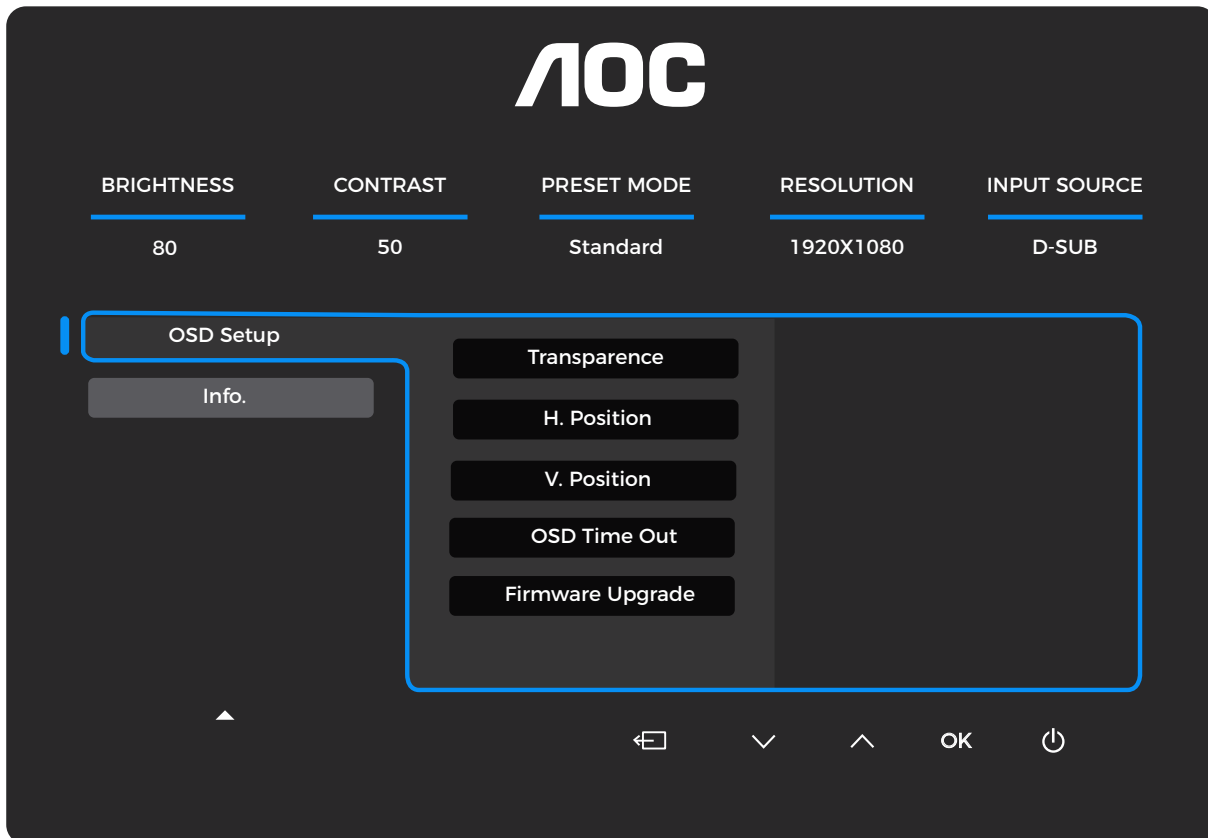 AOC
BRIGHTNESS
CONTRAST
PRESET MODE
RESOLUTION
INPUT SOURCE
80
50
Standard
1920X1080
D-SUB
OSD Setup
Info.
Transparence
H. Position
V. Position
OSD Time Out
Firmware Upgrade
OK